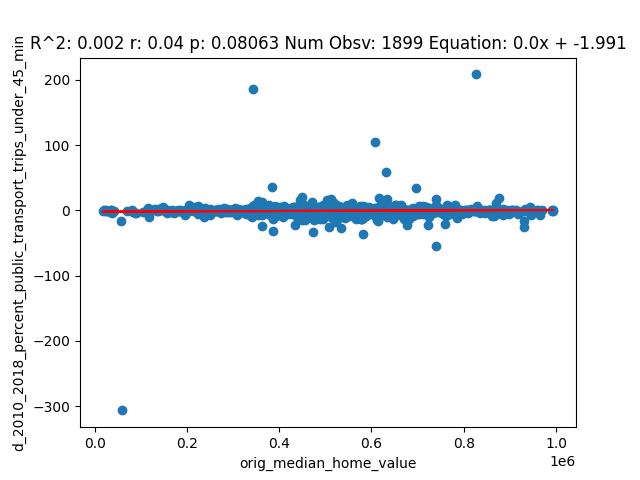 R^2: 0.002 r: 0.04 p: 0.08063 Num Obsv: 1899 Equation: 0.0x + -1.991
d_2010_2018_percent_public_transport_trips_under_45_min
200
100
0
−100
−200
−300
0.0 0.2 0.4 0.6 0.8 1.0
1e6
orig_median_home_value